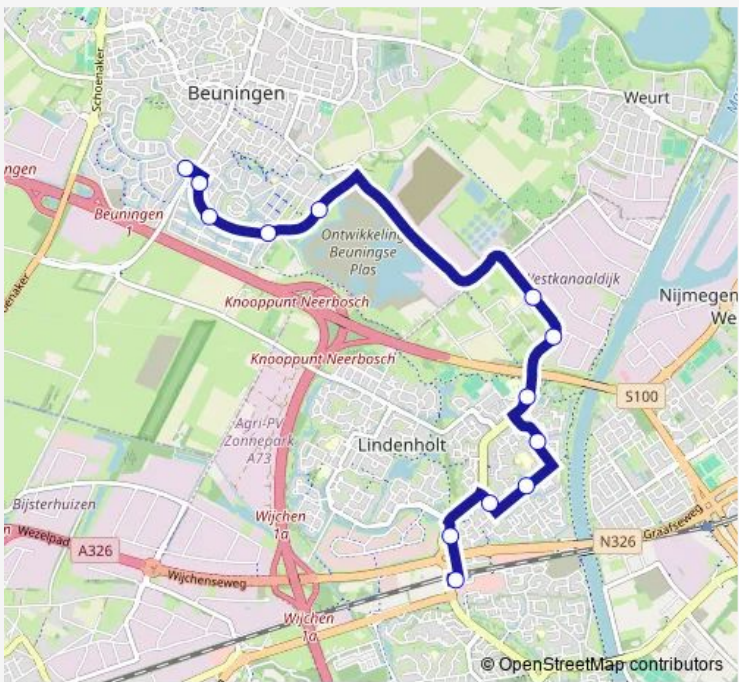 Schoenaker
Beuningen
Weurt
ngen
Beuningen
1
Ontwikkeling
Beuningse
Plas
Westkanaaldijk
Nijmegen
We
Knooppunt Neerbosch
Knooppunt Neerbosch
S100
Agri-PV
Zonnepark
A73
Lindenholt
Bijsterhuizen
Wijchen
1a
Graafseweg
N326
Wezelpad
A326
Wijchenseweg
Wijchen
1a
© OpenStreetMap contributors